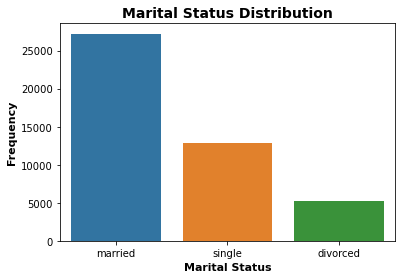 Marital Status Distribution
Frequency
25000
20000
15000
10000
5000
0
married single divorced
Marital Status